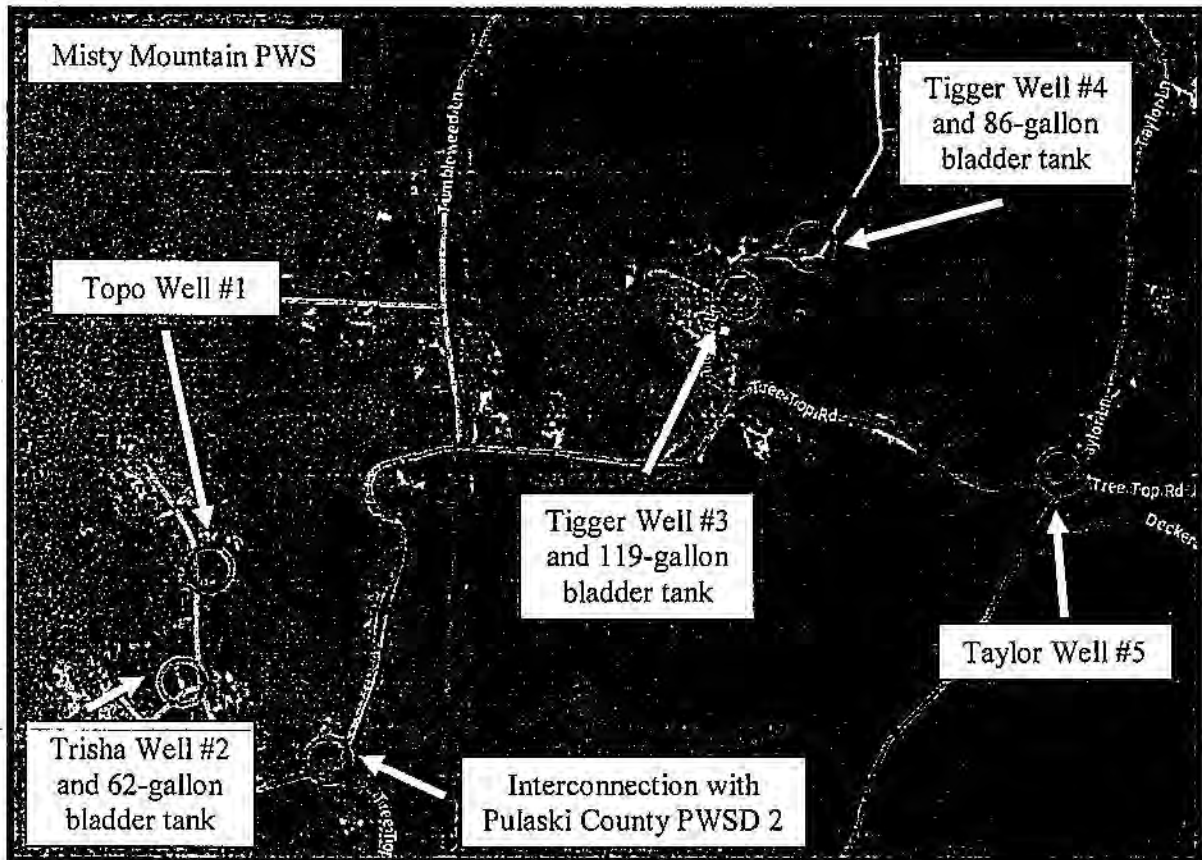 Misty Mountain PWS
Tigger Well #4
and 86-gallon
bladder tank
Tumbleweed Ln
Taylor Ln
Topo Well #1
Tree Top Rd
Tigger Well #3
and 119-gallon
bladder tank
Tree Top Rd
Taylor Well #5
Trisha Well #2
and 62-gallon
bladder tank
Interconnection with
Pulaski County PWSD 2